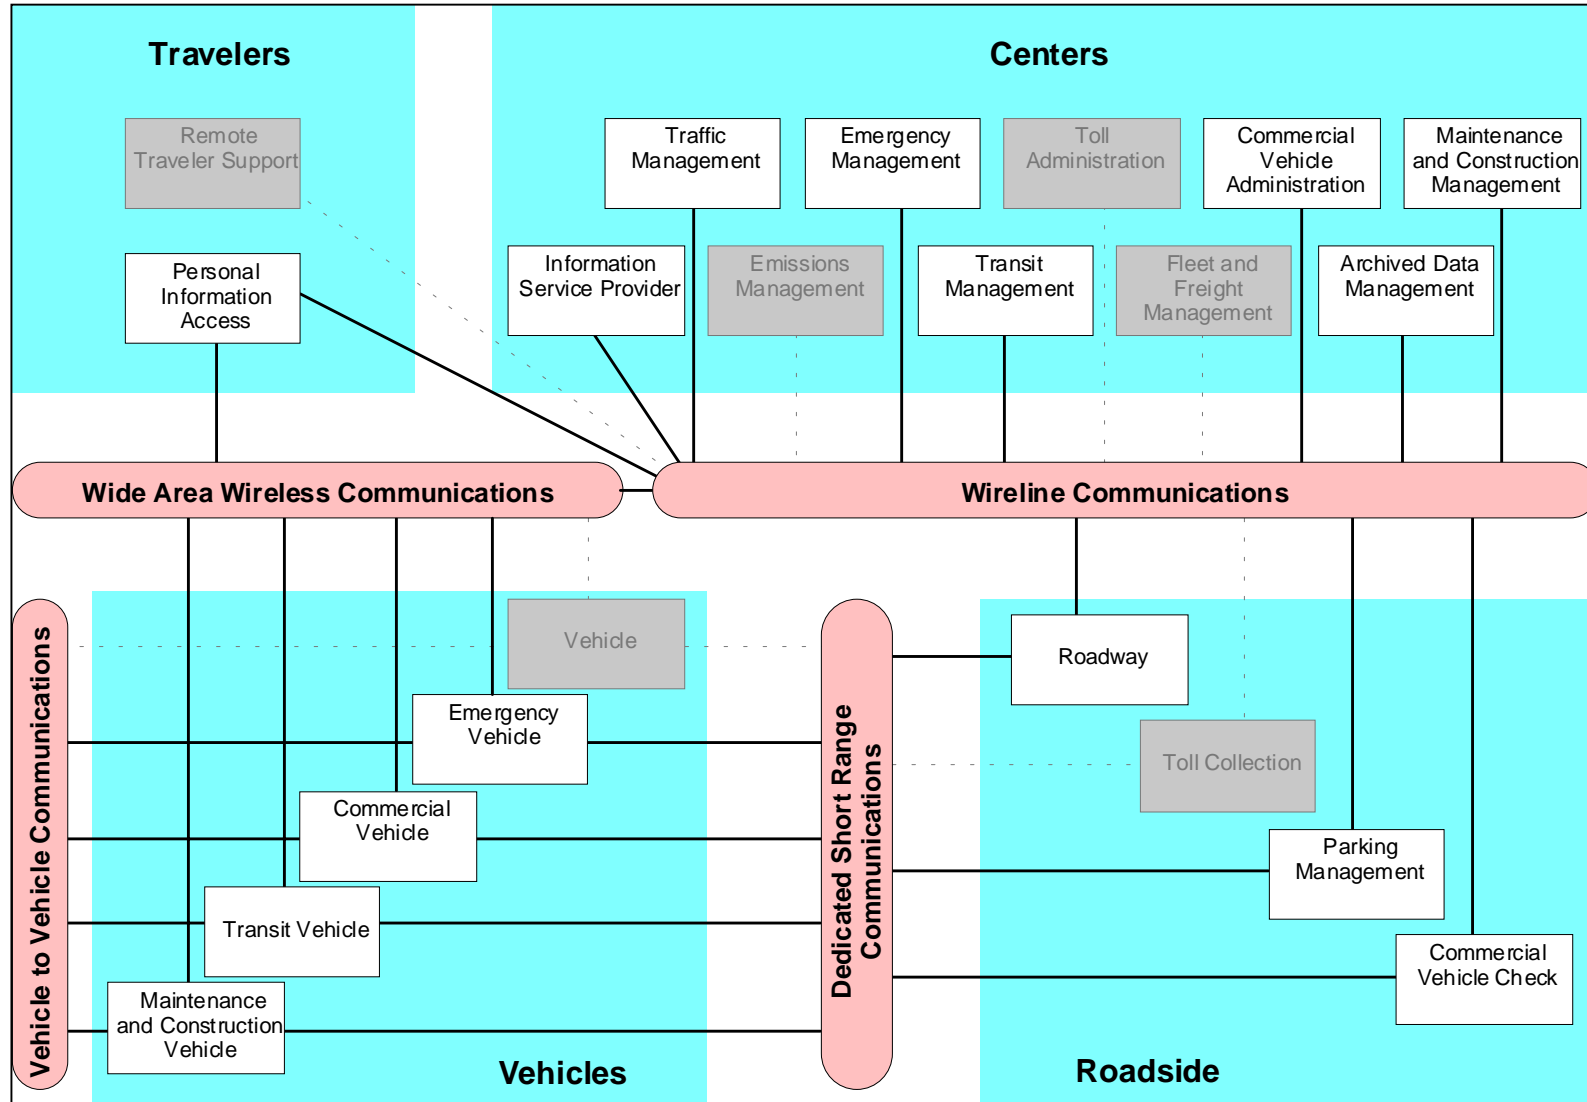 Travelers
Centers
Remote
Traveler Support
Traffic
Management
Emergency
Management
Toll
Administration
Commercial
Vehicle
Administration
Maintenance
and Construction
Management
Personal
Information
Access
Information
Service Provider
Emissions
Management
Transit
Management
Fleet and
Freight
Management
Archived Data
Management
Wide Area Wireless Communications
Wireline Communications
Vehicle to Vehicle Communications
Vehicle
Emergency
Vehicle
Commercial
Vehicle
Transit Vehicle
Maintenance
and Construction
Vehicle
Vehicles
Dedicated Short Range
Communications
Roadway
Toll Collection
Parking
Management
Commercial
Vehicle Check
Roadside